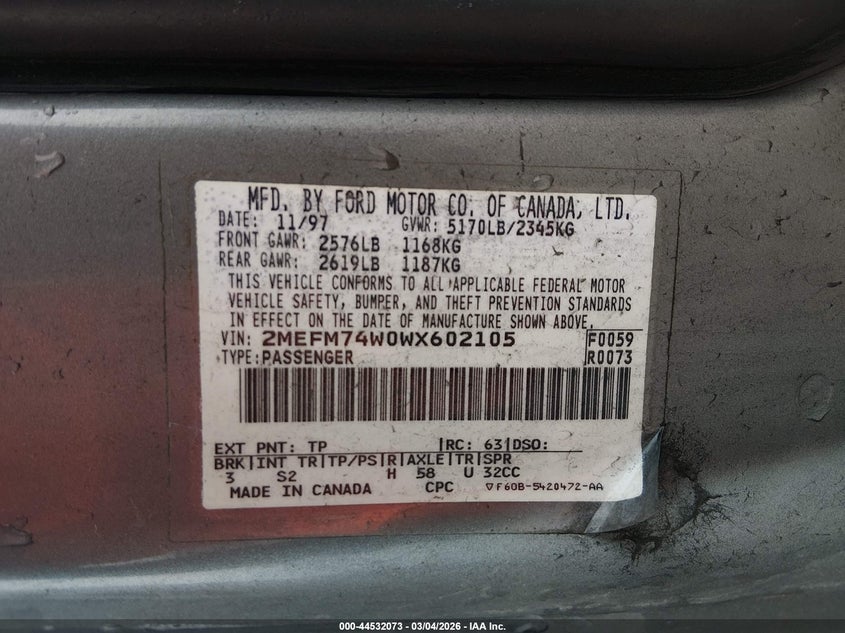 MFD. BY FORD MOTOR CO. OF CANADA, LTD.
DATE: 11/97 GVWR: 5170LB/2345KG
FRONT GAWR: 2576LB 1168KG
REAR GAWR: 2619LB 1187KG
THIS VEHICLE CONFORMS TO ALL APPLICABLE FEDERAL MOTOR
VEHICLE SAFETY, BUMPER, AND THEFT PREVENTION STANDARDS
IN EFFECT ON THE DATE OF MANUFACTURE SHOWN ABOVE.
VIN: 2MEFM74W0WX602105 F0059
TYPE: PASSENGER R0073
EXT PNT: TP RC: 63 DSO:
BRK INT TR TP/PS R AXLE TR SPR
3 S2 H 58 U 32CC
MADE IN CANADA CPC ▽F60B-5420472-AA
000-44532073 — 03/04/2026 — IAA Inc.